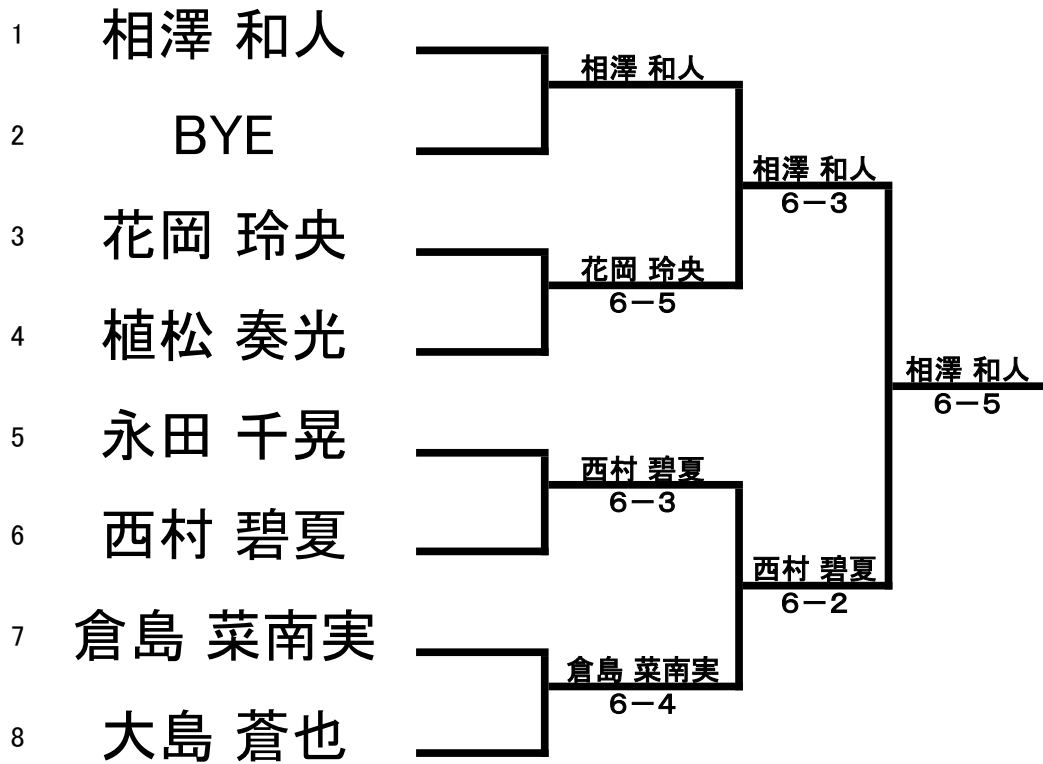 1 相澤 和人
2 BYE
3 花岡 玲央
4 植松 奏光
5 永田 千晃
6 西村 碧夏
7 倉島 菜南実
8 大島 蒼也
相澤 和人
花岡 玲央
6－5
西村 碧夏
6－3
倉島 菜南実
6－4
相澤 和人
6－3
西村 碧夏
6－2
相澤 和人
6－5